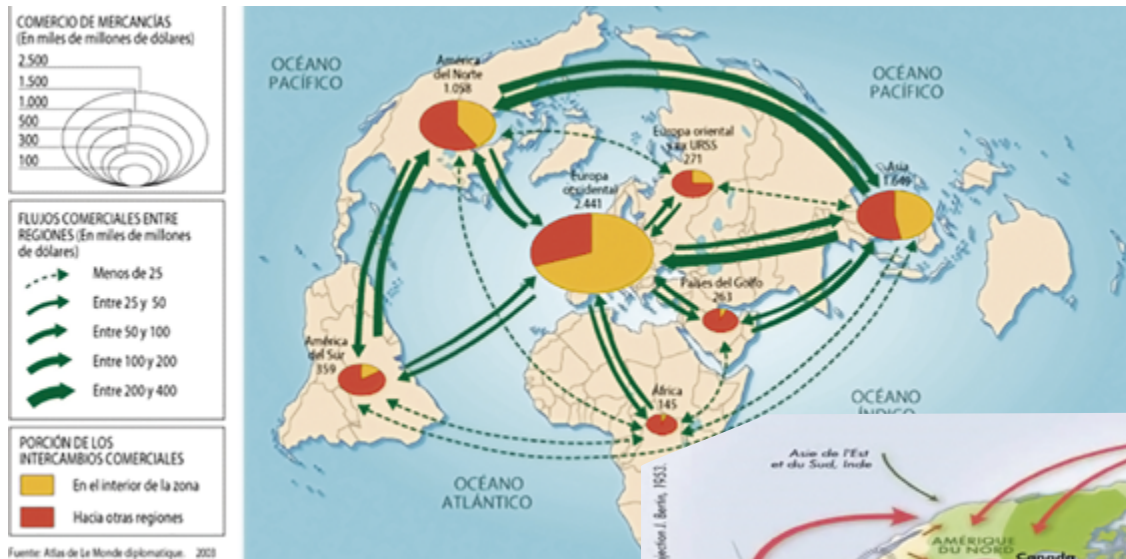 COMERCIO DE MERCANCÍAS
(En miles de millones de dólares)
2.500
1.500
1.000
500
300
100
FLUJOS COMERCIALES ENTRE
REGIONES (En miles de millones
de dólares)
Menos de 25
Entre 25 y 50
Entre 50 y 100
Entre 100 y 200
Entre 200 y 400
PORCIÓN DE LOS
INTERCAMBIOS COMERCIALES
En el interior de la zona
Hacia otras regiones
Fuente: Atlas de Le Monde diplomatique. 2003
OCÉANO
PACÍFICO
América
del Norte
1.058
OCÉANO
PACÍFICO
Europa oriental
y ex URSS
271
Europa
occidental
2.441
Asia
1.649
Países del Golfo
263
América
del Sur
359
África
145
OCÉANO
ÍNDICO
OCÉANO
ATLÁNTICO
Asie de l'Est
et du Sud, Inde
AMÉRIQUE
DU NORD
Canada
J. Bertin, 1953.